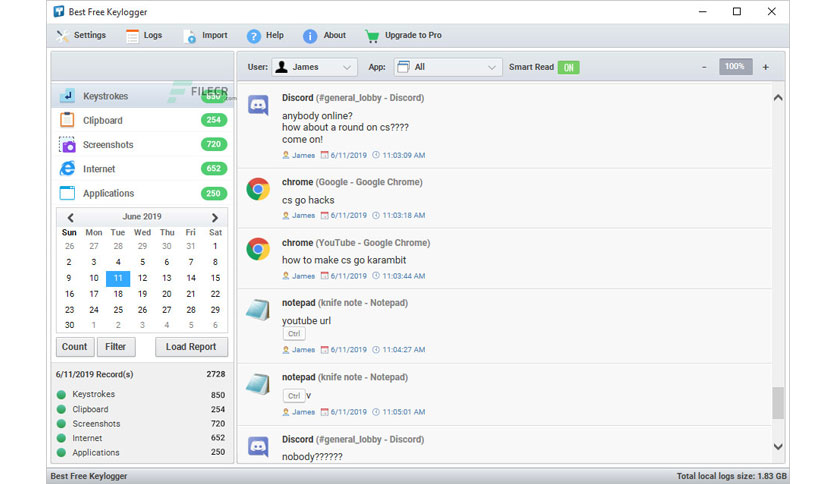 Best Free Keylogger
Settings Logs Import Help About Upgrade to Pro
User: James App: All Smart Read ON - 100% +
FILECR
.com
Keystrokes 850
Clipboard 254
Screenshots 720
Internet 652
Applications 250
June 2019
Sun Mon Tue Wed Thu Fri Sat
26 27 28 29 30 31 1
2 3 4 5 6 7 8
9 10 11 12 13 14 15
16 17 18 19 20 21 22
23 24 25 26 27 28 29
30 1 2 3 4 5 6
Count Filter Load Report
6/11/2019 Record(s) 2728
Keystrokes 850
Clipboard 254
Screenshots 720
Internet 652
Applications 250
Discord (#general_lobby - Discord)
anybody online?
how about a round on cs????
come on!
James 6/11/2019 11:03:09 AM
chrome (Google - Google Chrome)
cs go hacks
James 6/11/2019 11:03:18 AM
chrome (YouTube - Google Chrome)
how to make cs go karambit
James 6/11/2019 11:03:44 AM
notepad (knife note - Notepad)
youtube url
Ctrl
James 6/11/2019 11:04:27 AM
notepad (knife note - Notepad)
Ctrl v
James 6/11/2019 11:05:01 AM
Discord (#general_lobby - Discord)
nobody??????
Best Free Keylogger Total local logs size: 1.83 GB